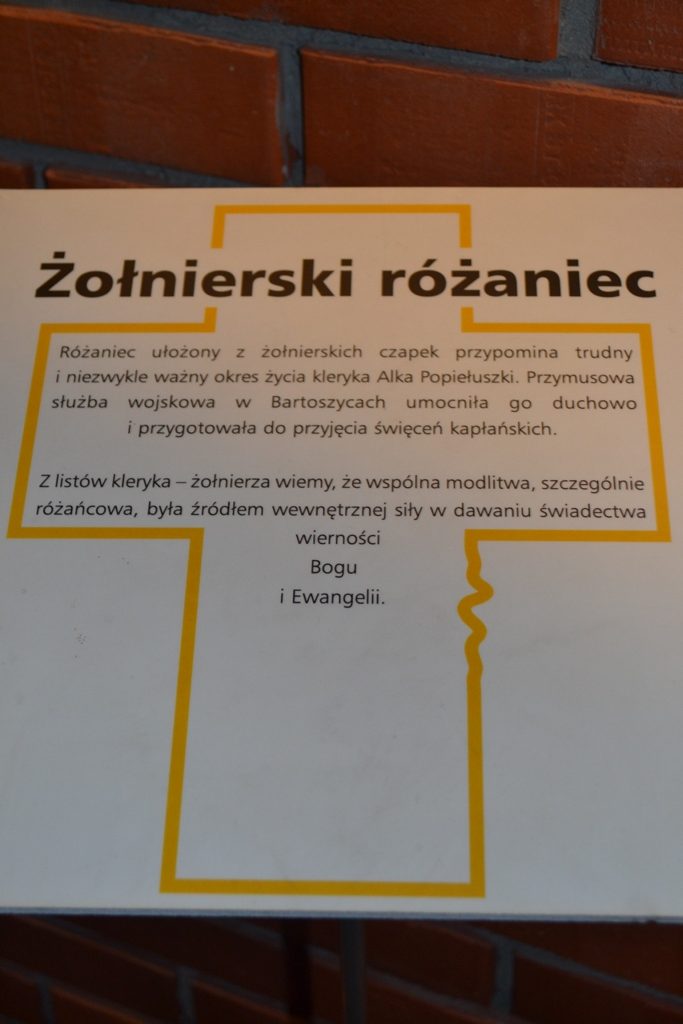 Żołnierski różaniec
Różaniec ułożony z żołnierskich czapek przypomina trudny
i niezwykle ważny okres życia kleryka Alka Popiełuszki. Przymusowa
służba wojskowa w Bartoszycach umocniła go duchowo
i przygotowała do przyjęcia święceń kapłańskich.
Z listów kleryka – żołnierza wiemy, że wspólna modlitwa, szczególnie
różańcowa, była źródłem wewnętrznej siły w dawaniu świadectwa
wierności
Bogu
i Ewangelii.